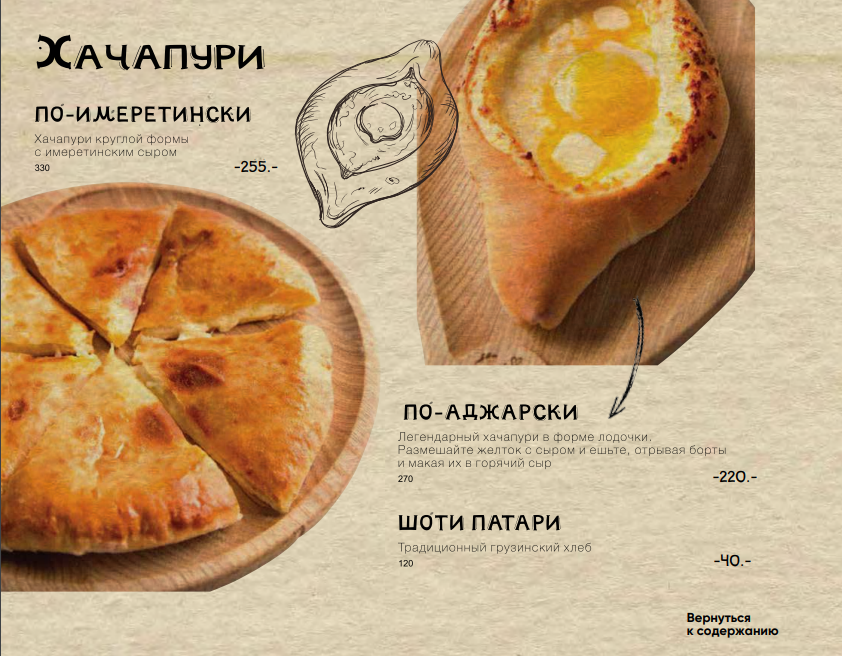 ХАЧАПУРИ
ПО-ИМЕРЕТИНСКИ
Хачапури круглой формы
с имеретинским сыром
330
-255.-
ПО-АДЖАРСКИ
Легендарный хачапури в форме лодочки.
Размешайте желток с сыром и ешьте, отрывая борты
и макая их в горячий сыр
270
-220.-
ШОТИ ПАТАРИ
Традиционный грузинский хлеб
120
-40.-
Вернуться
к содержанию